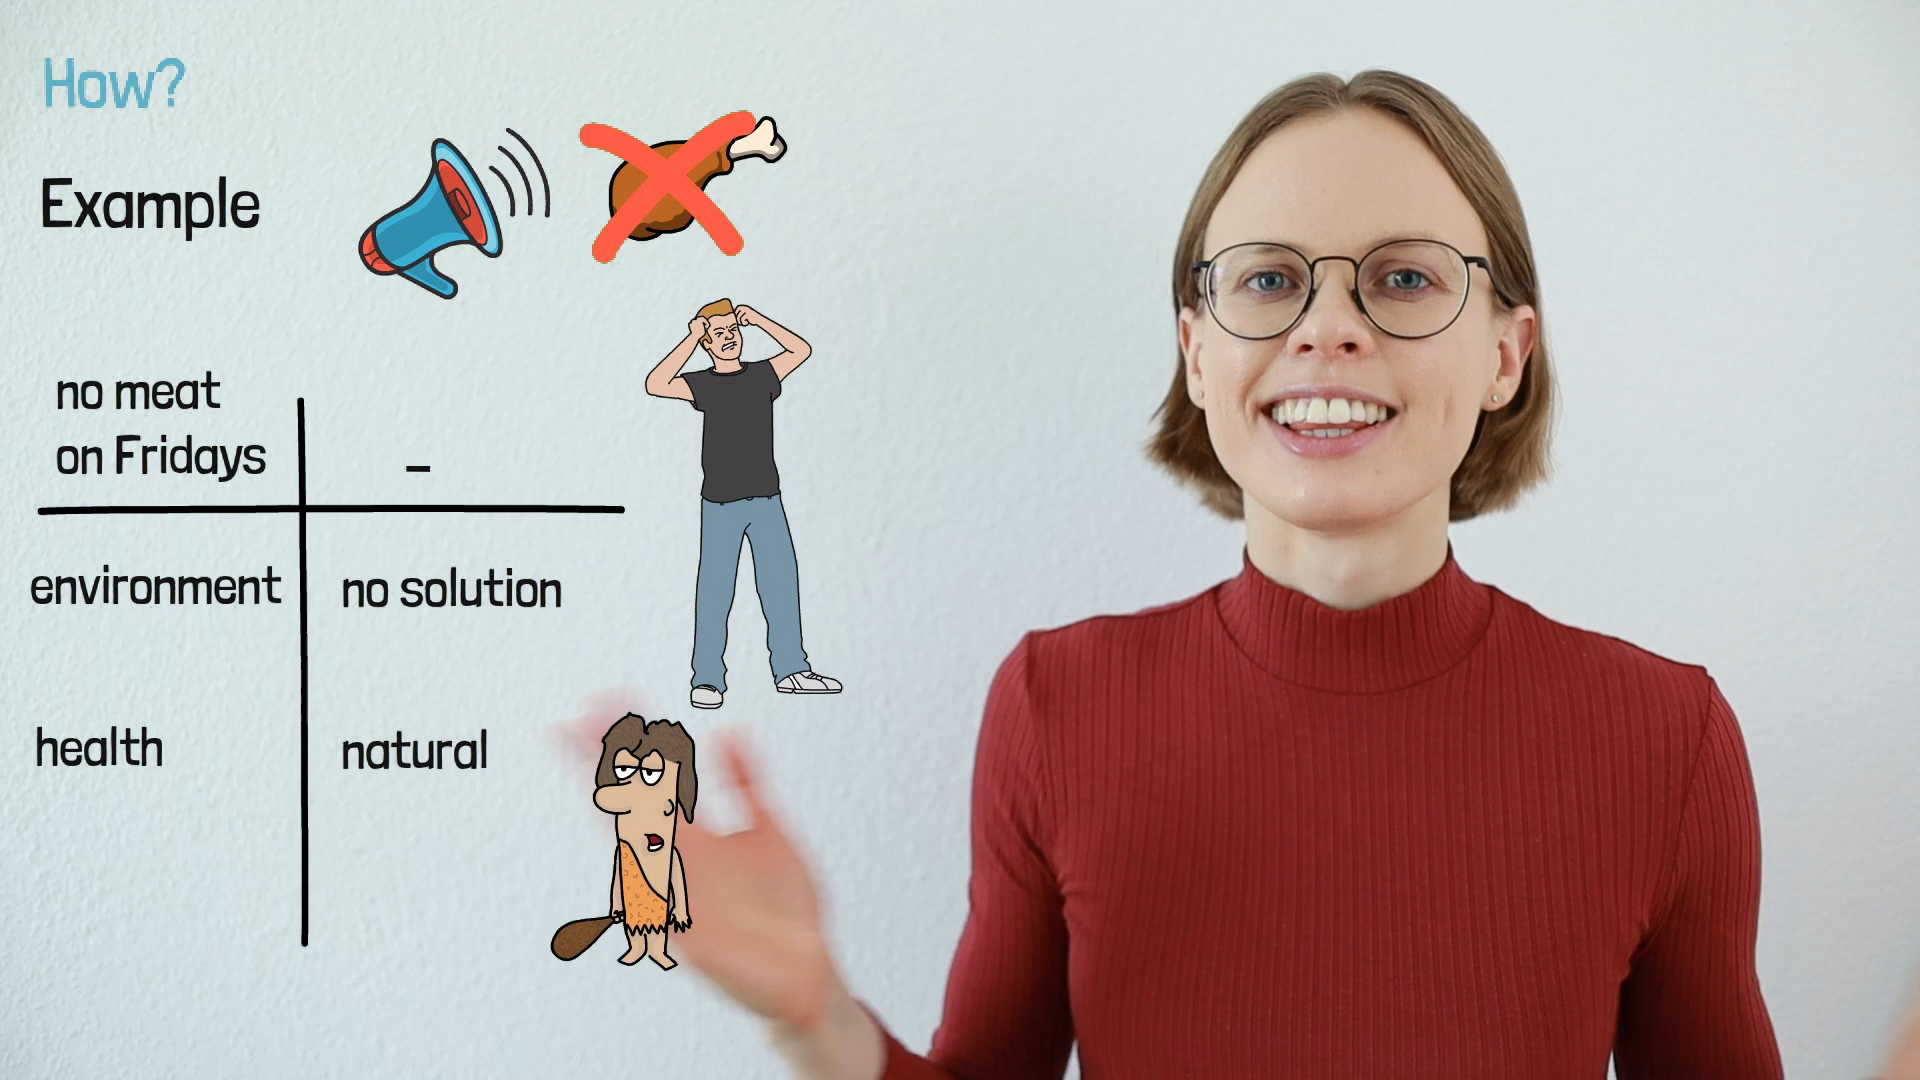 How?
Example
no meat
on Fridays
–
environment
no solution
health
natural